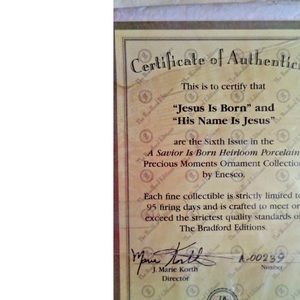 Certificate of Authentic
This is to certify that
"Jesus Is Born" and
"His Name Is Jesus"
are the Sixth Issue in the
A Savior Is Born Heirloom Porcelain
Precious Moments Ornament Collection
by Enesco.
Each fine collectible is strictly limited to
95 firing days and is crafted to meet or
exceed the strictest quality standards of
The Bradford Editions.
Marie Korth
A-00239
J. Marie Korth
Number
Director